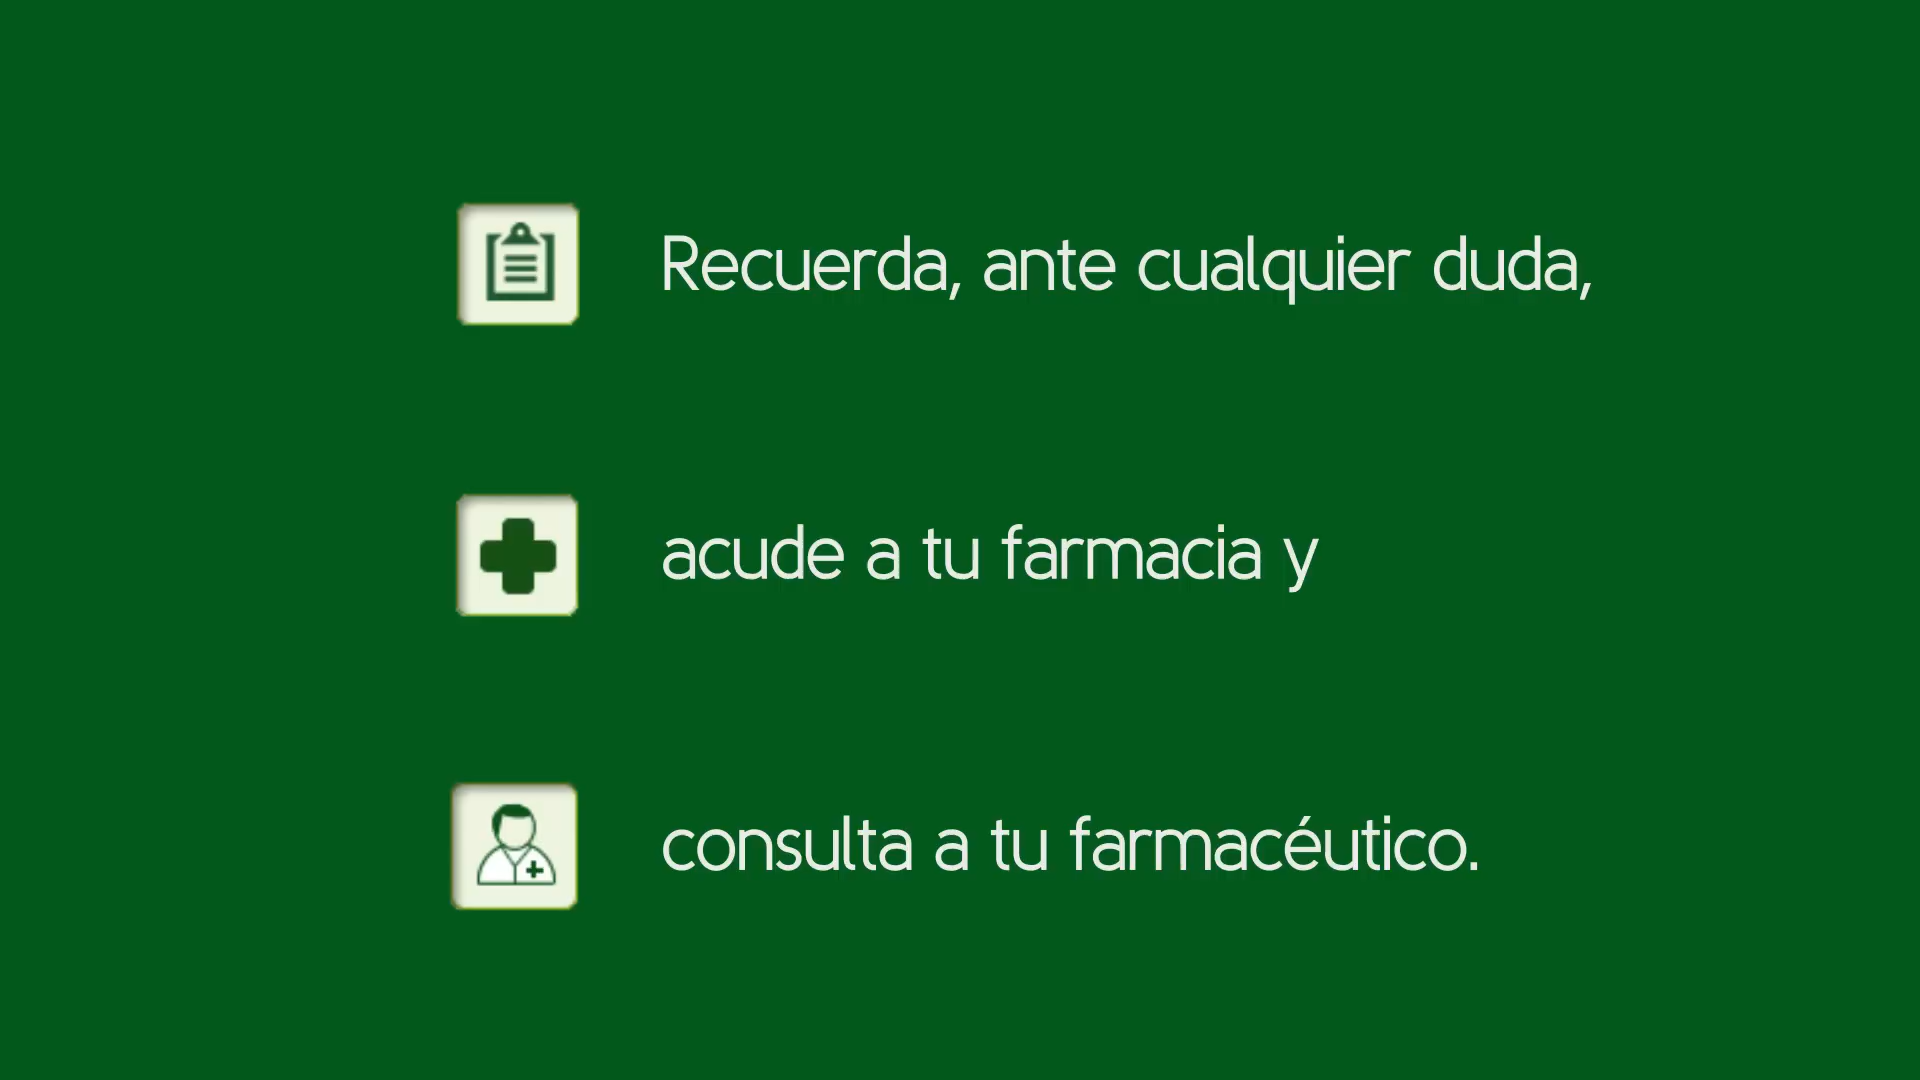 Recuerda, ante cualquier duda,
acude a tu farmacia y
consulta a tu farmacéutico.